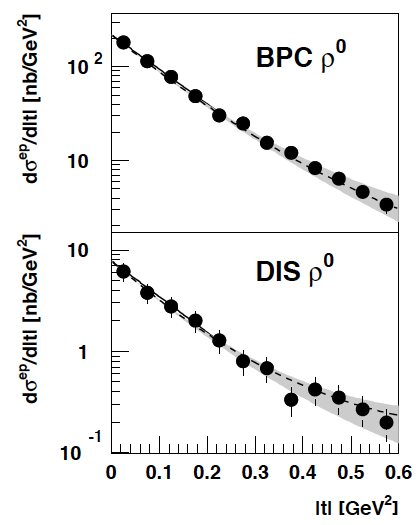 dσ^ep/d|t| [nb/GeV²]
10²
10
BPC ρ⁰
dσ^ep/d|t| [nb/GeV²]
10
1
10⁻¹
DIS ρ⁰
0 0.1 0.2 0.3 0.4 0.5 0.6
|t| [GeV²]